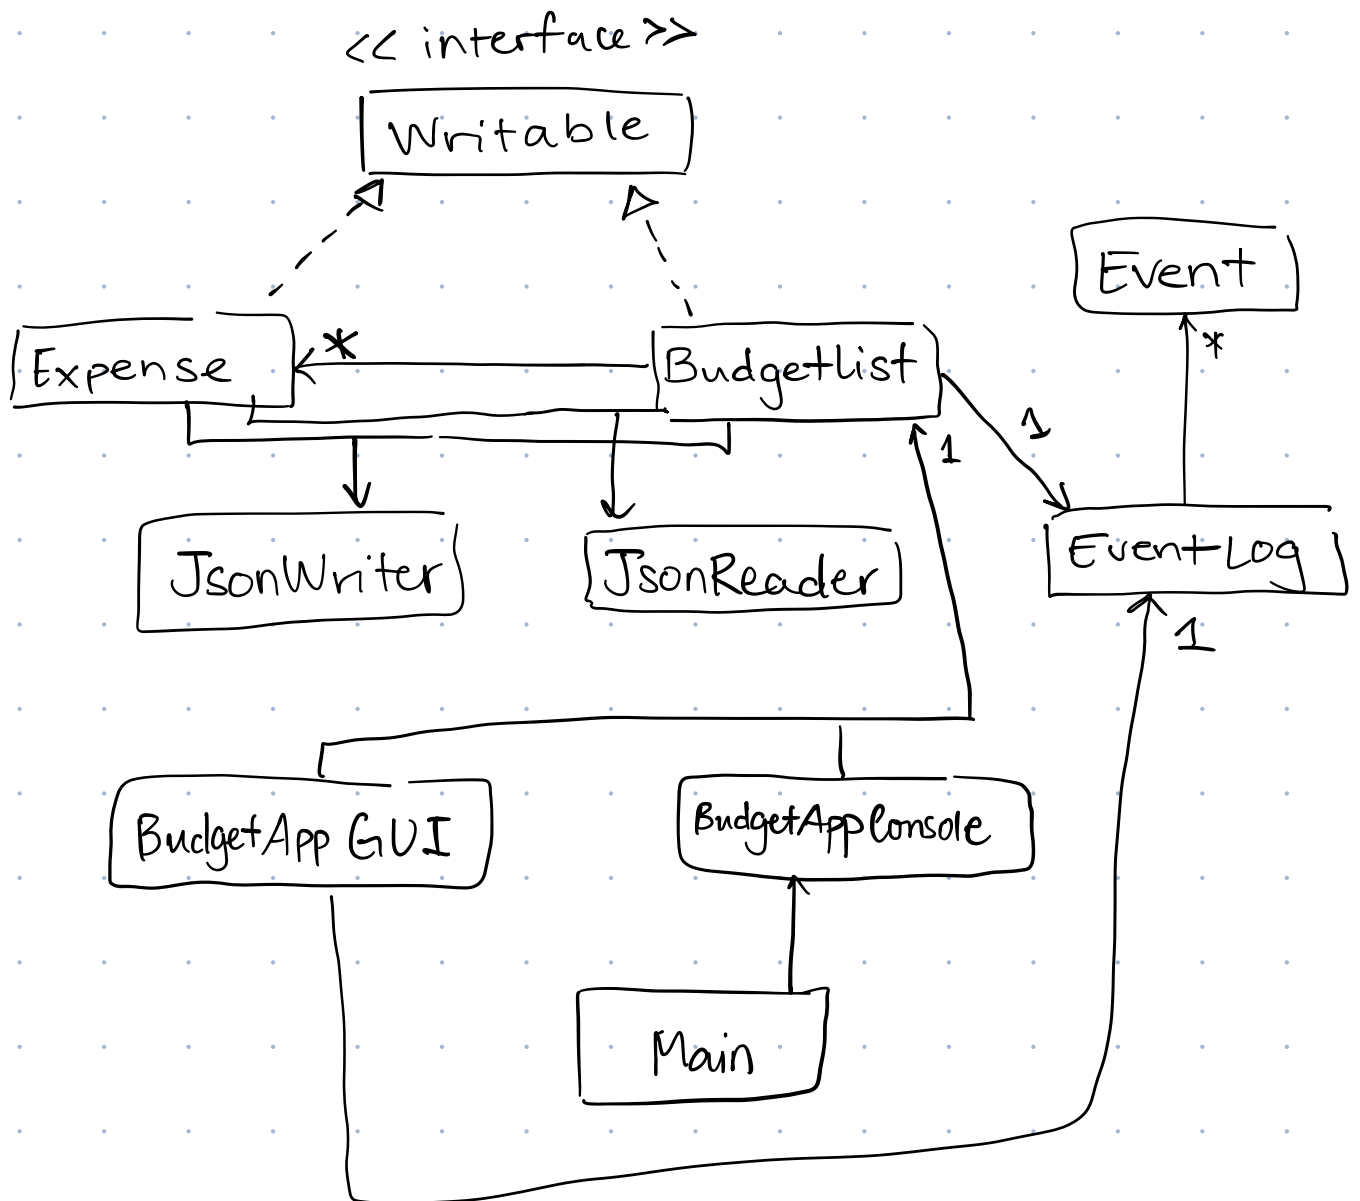 << interface >>
Writable
Event
*
Expense
*
BudgetList
1
1
EventLog
JsonWriter
JsonReader
1
BudgetApp GUI
BudgetAppConsole
Main